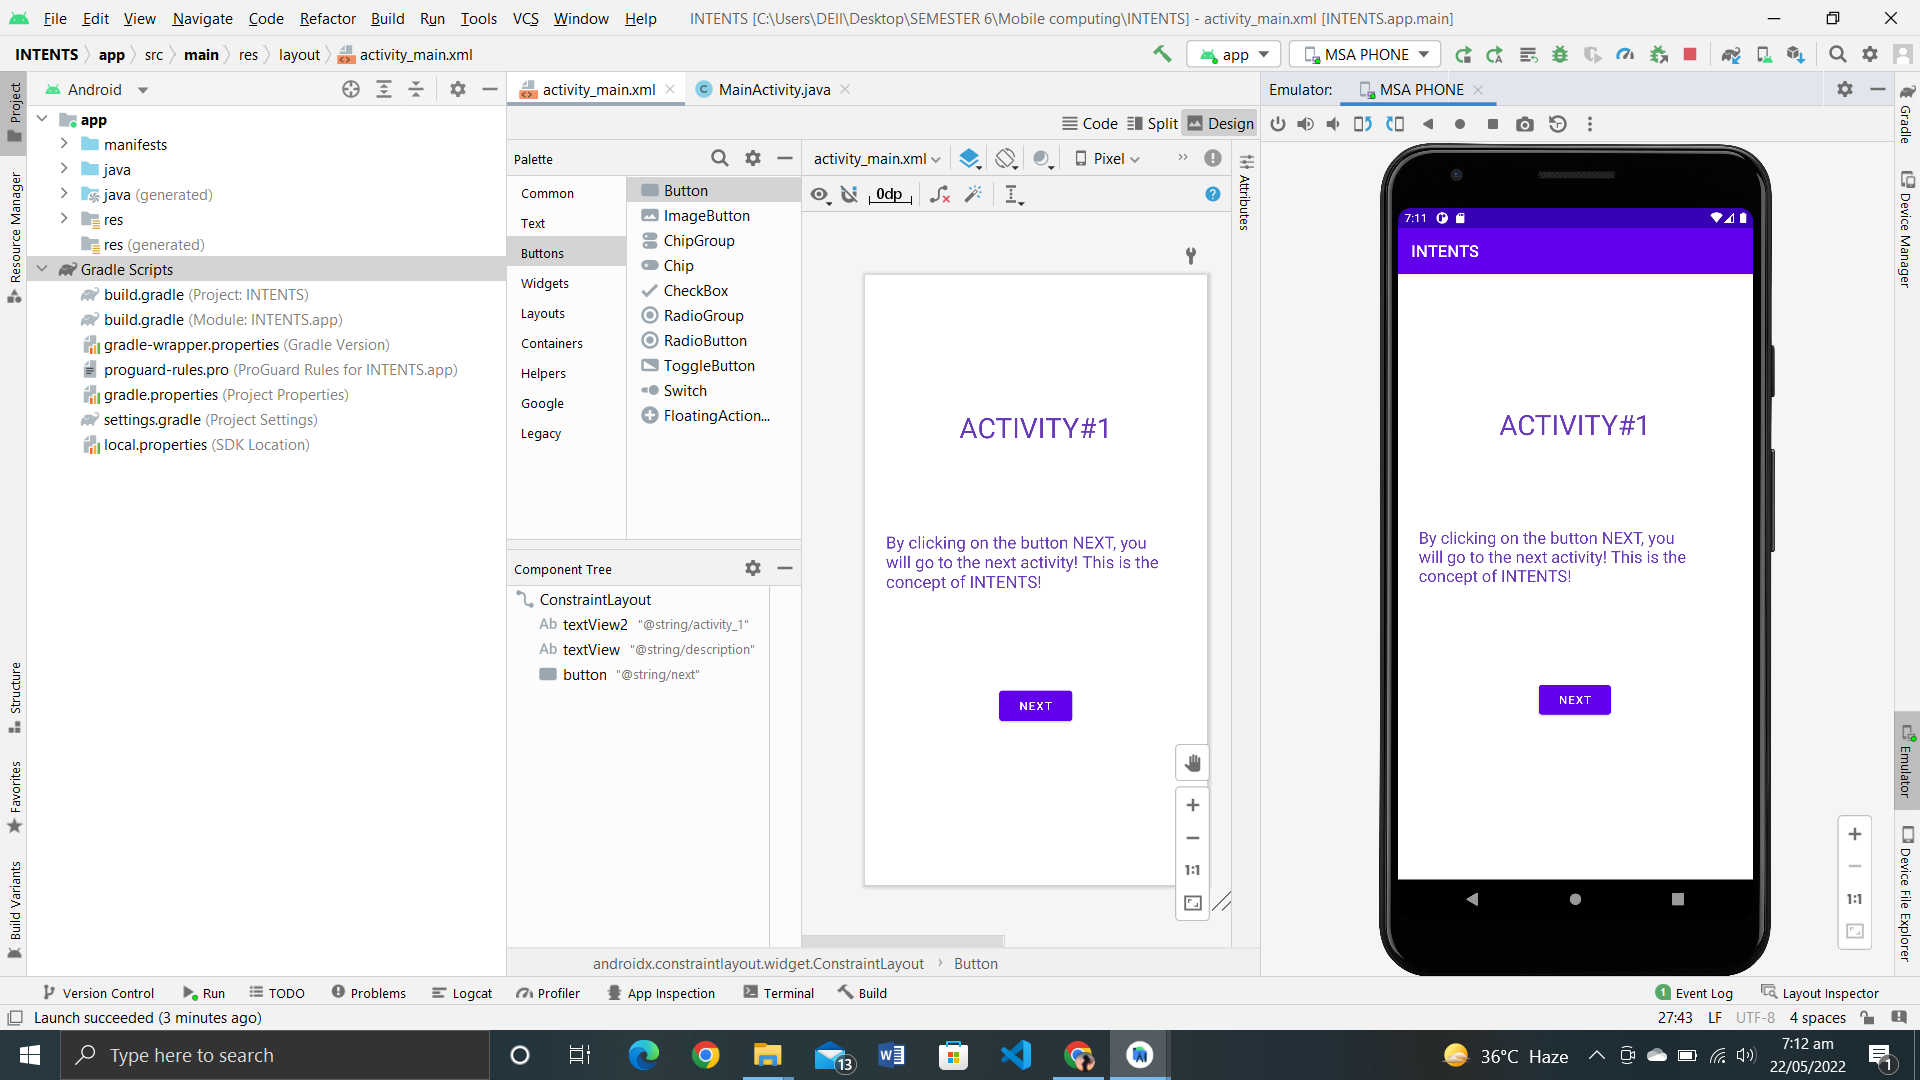 File Edit View Navigate Code Refactor Build Run Tools VCS Window Help INTENTS [C:\Users\DEll\Desktop\SEMESTER 6\Mobile computing\INTENTS] - activity_main.xml [INTENTS.app.main]
INTENTS app src main res layout activity_main.xml app MSA PHONE
Project
Resource Manager
Structure
Favorites
Build Variants
Android
app
manifests
java
java (generated)
res
res (generated)
Gradle Scripts
build.gradle (Project: INTENTS)
build.gradle (Module: INTENTS.app)
gradle-wrapper.properties (Gradle Version)
proguard-rules.pro (ProGuard Rules for INTENTS.app)
gradle.properties (Project Properties)
settings.gradle (Project Settings)
local.properties (SDK Location)
activity_main.xml MainActivity.java
Code Split Design
Palette
Common
Text
Buttons
Widgets
Layouts
Containers
Helpers
Google
Legacy
Button
ImageButton
ChipGroup
Chip
CheckBox
RadioGroup
RadioButton
ToggleButton
Switch
FloatingAction...
Component Tree
ConstraintLayout
Ab textView2 "@string/activity_1"
Ab textView "@string/description"
button "@string/next"
activity_main.xml Pixel
0dp
ACTIVITY#1
By clicking on the button NEXT, you
will go to the next activity! This is the
concept of INTENTS!
NEXT
1:1
Attributes
androidx.constraintlayout.widget.ConstraintLayout › Button
Emulator: MSA PHONE
7:11
INTENTS
ACTIVITY#1
By clicking on the button NEXT, you
will go to the next activity! This is the
concept of INTENTS!
NEXT
1:1
Gradle
Device Manager
Emulator
Device File Explorer
Version Control Run TODO Problems Logcat Profiler App Inspection Terminal Build 1 Event Log Layout Inspector
Launch succeeded (3 minutes ago) 27:43 LF UTF-8 4 spaces
Type here to search 13 36°C Haze 7:12 am
22/05/2022 1